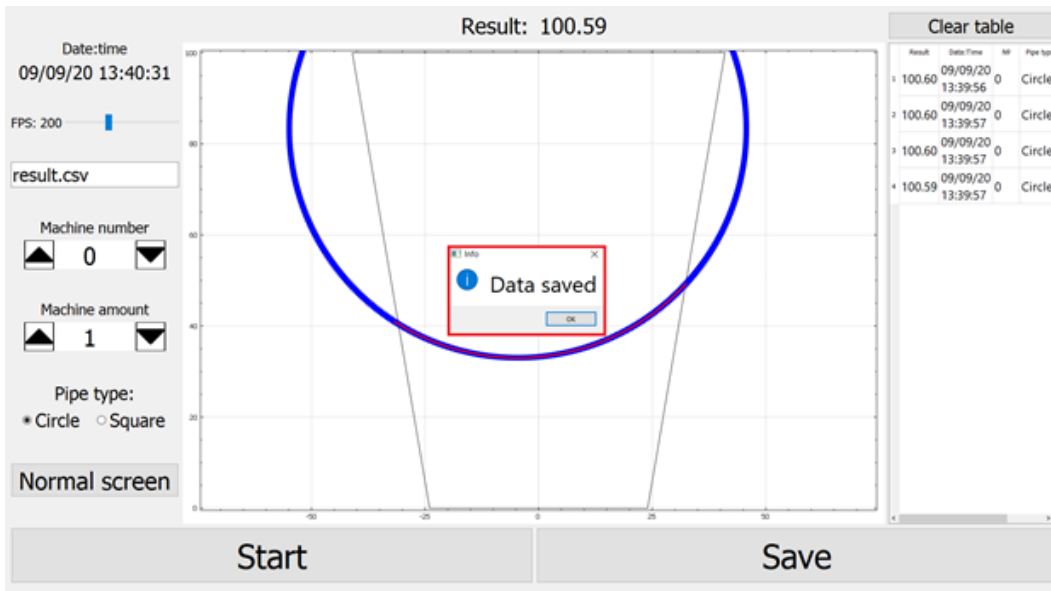 Result: 100.59
Clear table
Date:time
09/09/20 13:40:31
FPS: 200
result.csv
Machine number
0
Machine amount
1
Pipe type:
Circle Square
Normal screen
100
80
60
40
20
0
-50 -25 0 25 50
Info
Data saved
OK
Result Date:Time № Pipe typ
1 100.60 09/09/20 13:39:56 0 Circle
2 100.60 09/09/20 13:39:57 0 Circle
3 100.60 09/09/20 13:39:57 0 Circle
4 100.59 09/09/20 13:39:57 0 Circle
Start
Save